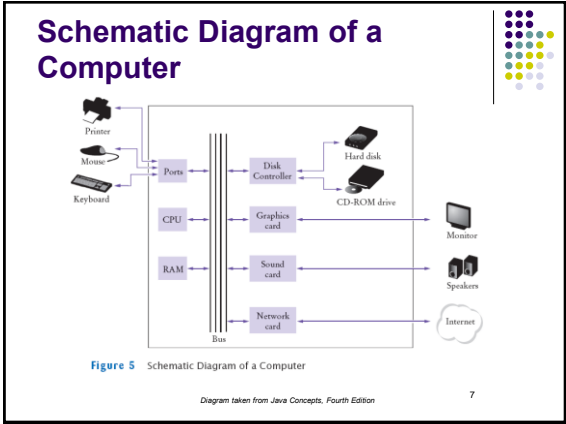 Schematic Diagram of a
Computer
Printer
Mouse
Keyboard
Ports
CPU
RAM
Bus
Disk
Controller
Graphics
card
Sound
card
Network
card
Hard disk
CD-ROM drive
Monitor
Speakers
Internet
Figure 5 Schematic Diagram of a Computer
Diagram taken from Java Concepts, Fourth Edition
7